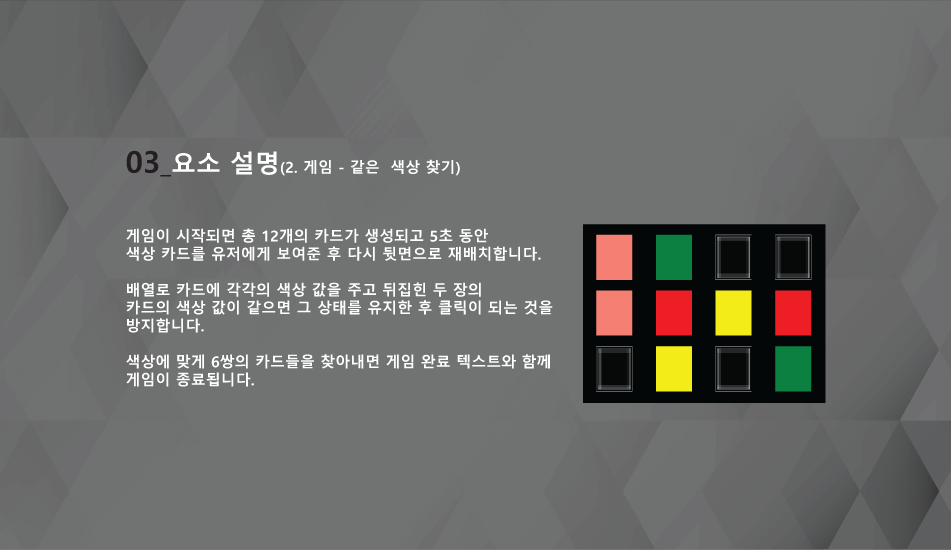 03_요소 설명(2. 게임 - 같은 색상 찾기)
게임이 시작되면 총 12개의 카드가 생성되고 5초 동안
색상 카드를 유저에게 보여준 후 다시 뒷면으로 재배치합니다.
배열로 카드에 각각의 색상 값을 주고 뒤집힌 두 장의
카드의 색상 값이 같으면 그 상태를 유지한 후 클릭이 되는 것을
방지합니다.
색상에 맞게 6쌍의 카드들을 찾아내면 게임 완료 텍스트와 함께
게임이 종료됩니다.